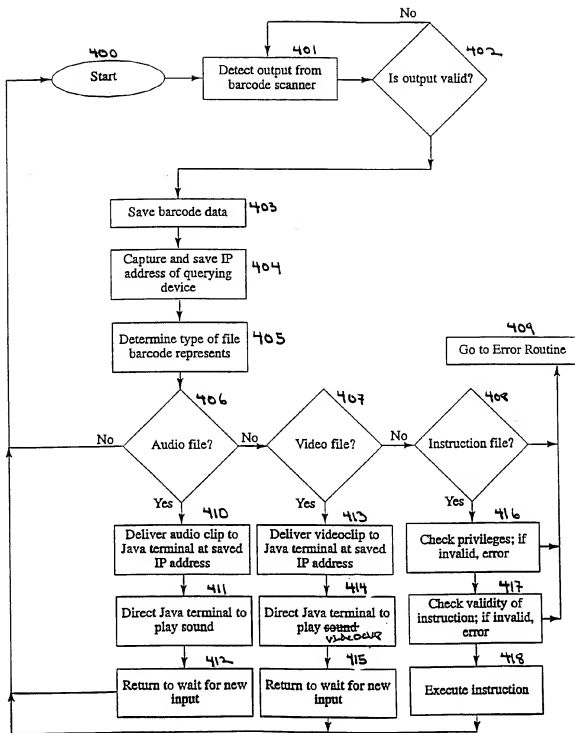 No
400
401
402
Start
Detect output from
barcode scanner
Is output valid?
Save barcode data
403
Capture and save IP
address of querying
device
404
Determine type of file
barcode represents
405
409
Go to Error Routine
406
407
408
No
Audio file?
No
Video file?
No
Instruction file?
Yes
Yes
Yes
410
413
416
Deliver audio clip to
Java terminal at saved
IP address
Deliver videoclip to
Java terminal at saved
IP address
Check privileges; if
invalid, error
411
414
417
Direct Java terminal to
play sound
Direct Java terminal to
play sound
videoclip
Check validity of
instruction; if invalid,
error
412
415
418
Return to wait for new
input
Return to wait for new
input
Execute instruction